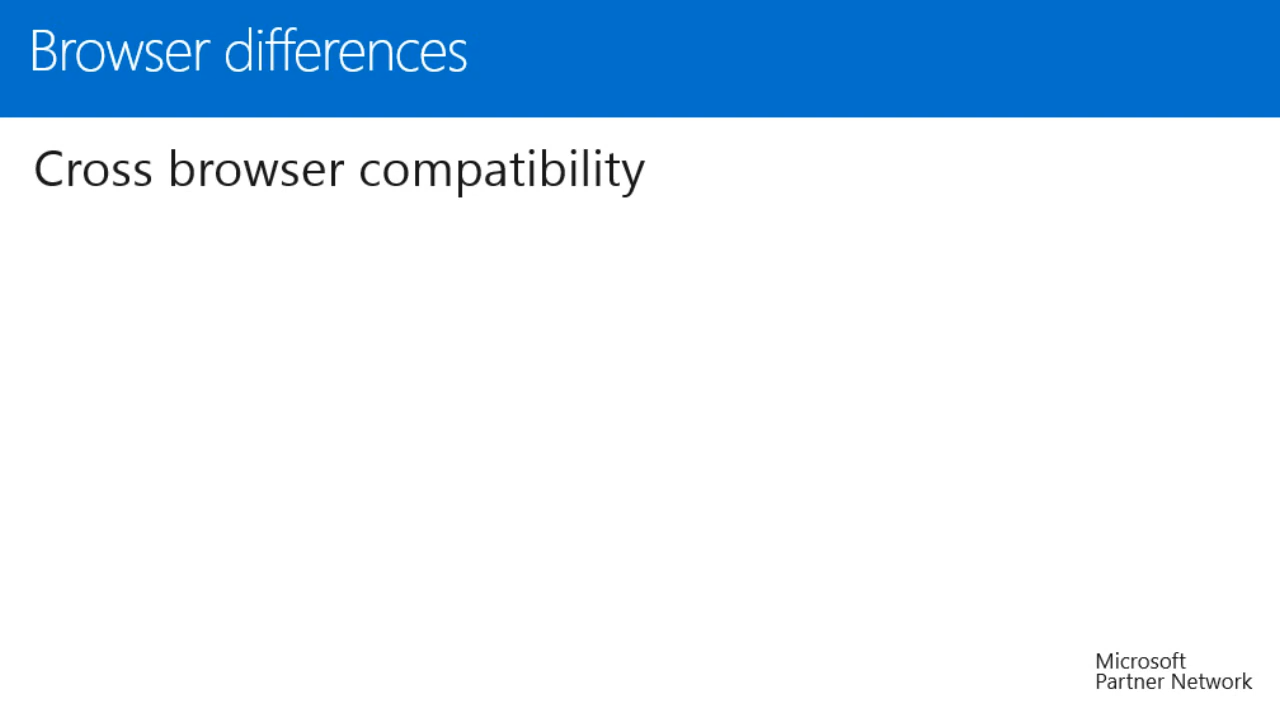 Browser differences
Cross browser compatibility
Microsoft
Partner Network